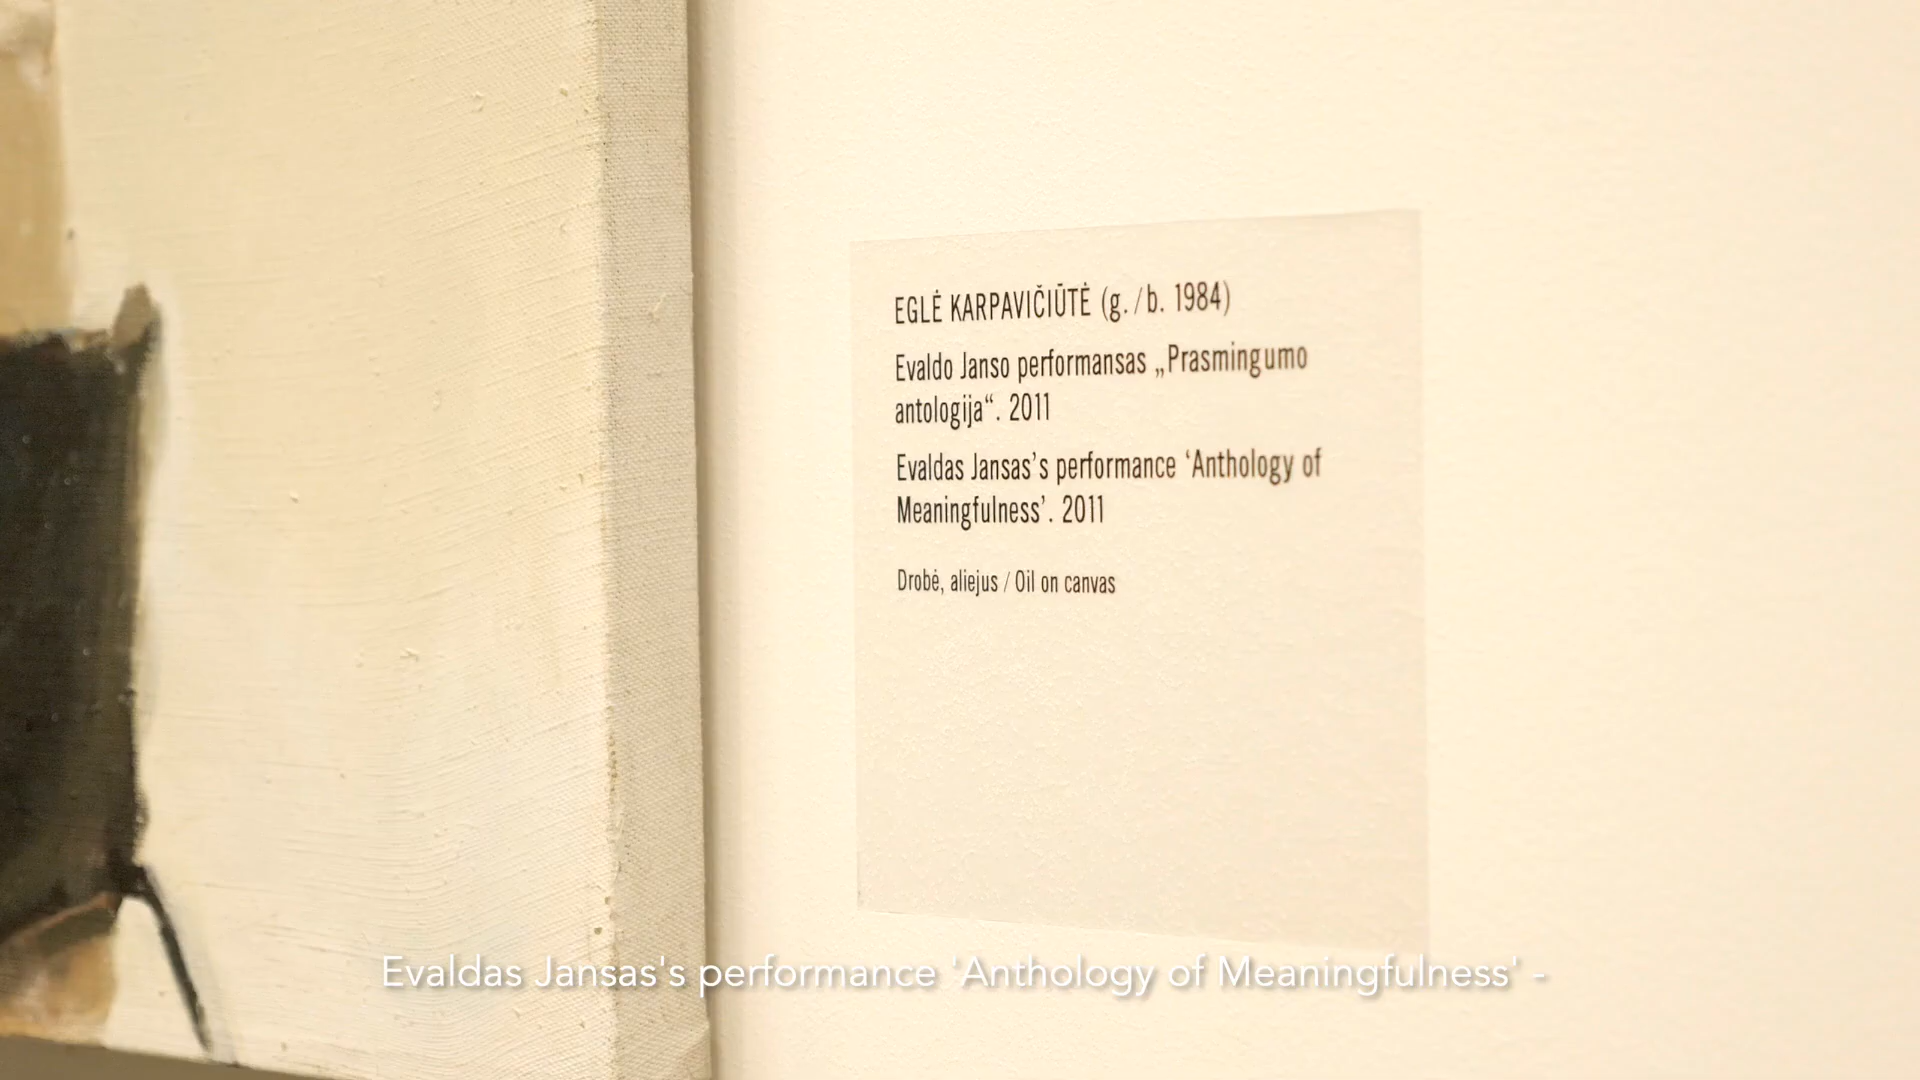 EGLĖ KARPAVIČIŪTĖ (g. / b. 1984)
Evaldo Janso performansas „Prasmingumo
antologija“. 2011
Evaldas Jansas’s performance ‘Anthology of
Meaningfulness’. 2011
Drobė, aliejus / Oil on canvas
Evaldas Jansas's performance 'Anthology of Meaningfulness' -